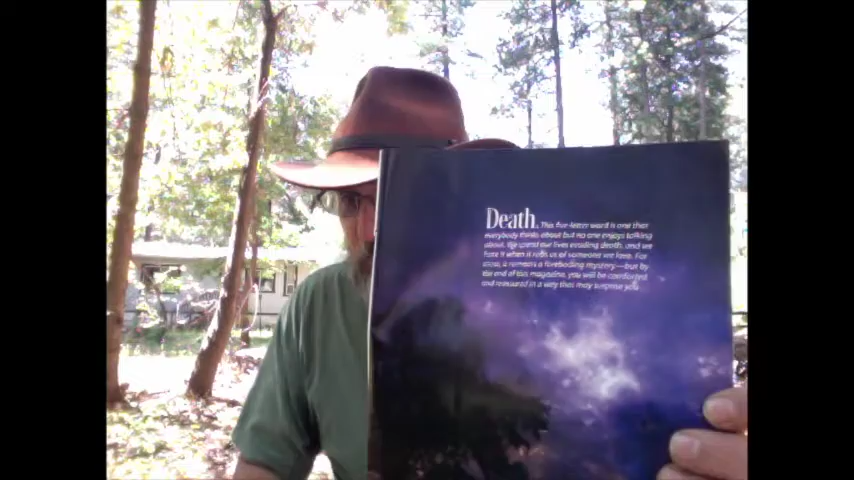 Death. This five-letter word is one that
everybody thinks about but no one enjoys talking
about. We spend our lives evading death, and we
hate it when it robs us of someone we love. For
most, it remains a foreboding mystery—but by
the end of this magazine, you will be comforted
and reassured in a way that may surprise you.